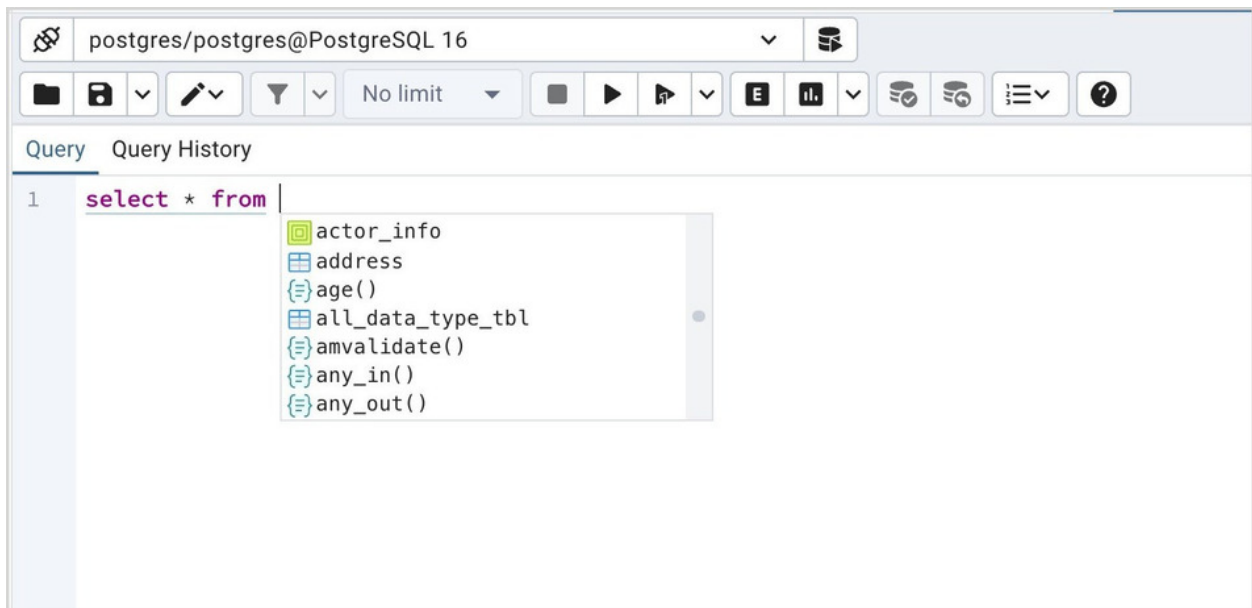 postgres/postgres@PostgreSQL 16
No limit
E
Query Query History
1 select * from
actor_info
address
age()
all_data_type_tbl
amvalidate()
any_in()
any_out()